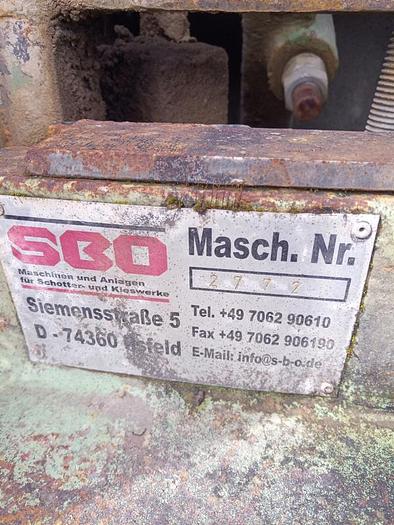 SBO
Maschinen und Anlagen
für Schotter- und Kieswerke
Siemensstraße 5
D - 74360
Masch. Nr.
2777
Tel. +49 7062 90610
Fax +49 7062 906190
E-Mail: info@s-b-o.de